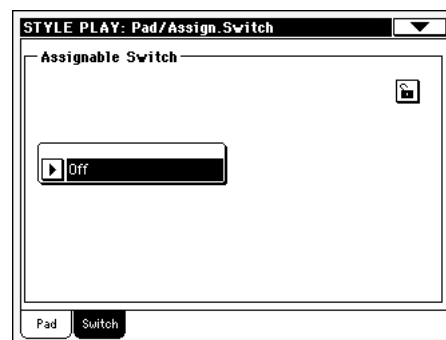 STYLE PLAY: Pad/Assign.Switch
Assignable Switch
Off
Pad
Switch